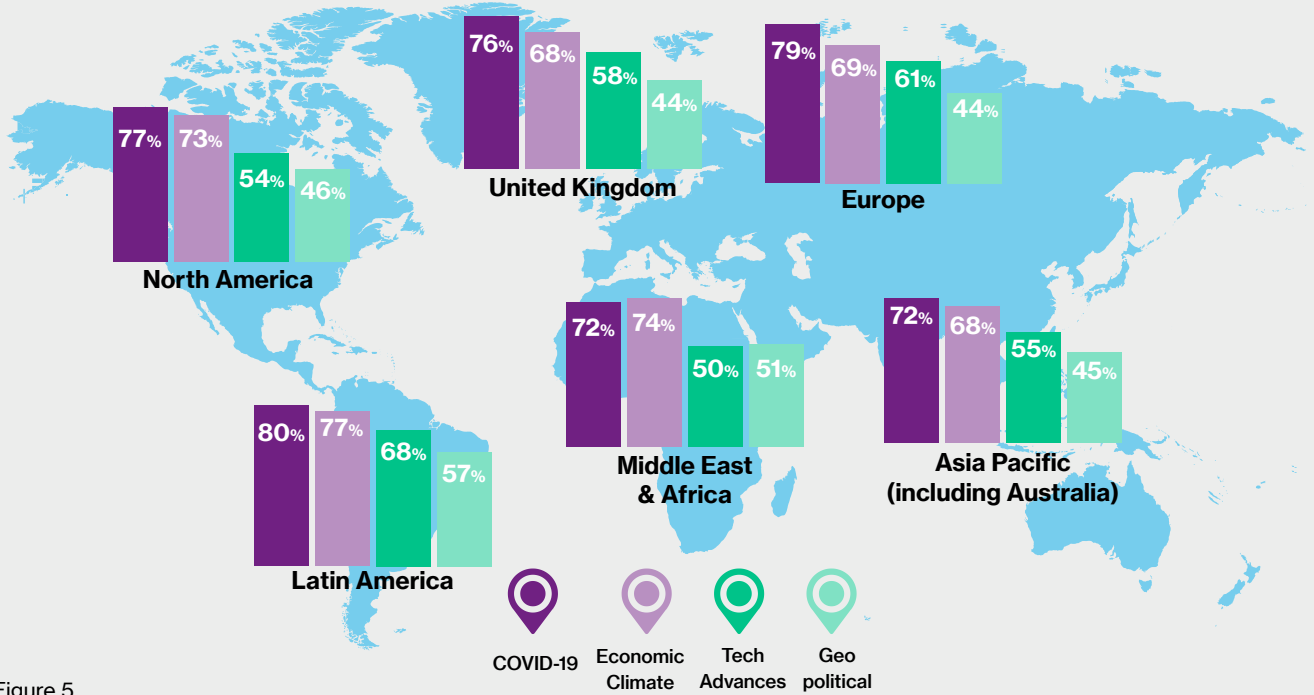 76%
68%
58%
44%
United Kingdom
79%
69%
61%
44%
Europe
77%
73%
54%
46%
North America
72%
74%
50%
51%
Middle East
& Africa
72%
68%
55%
45%
Asia Pacific
(including Australia)
80%
77%
68%
57%
Latin America
COVID-19
Economic
Climate
Tech
Advances
Geo
political
Figure 5